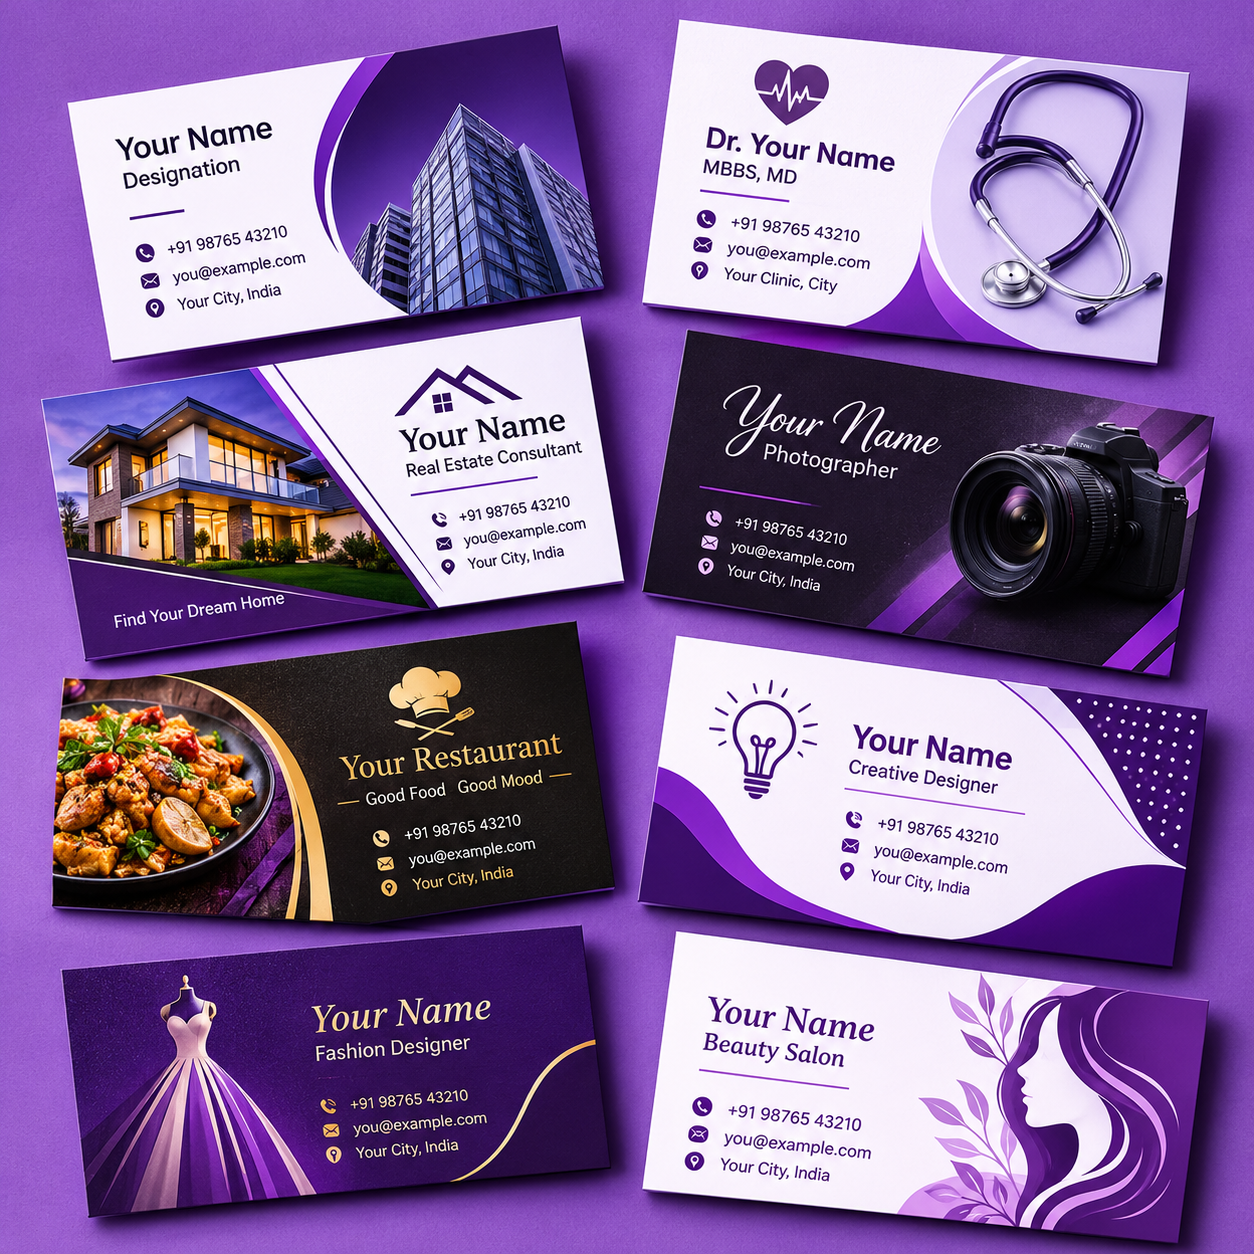 Your Name
Designation
+91 98765 43210
you@example.com
Your City, India
Dr. Your Name
MBBS, MD
+91 98765 43210
you@example.com
Your Clinic, City
Your Name
Real Estate Consultant
+91 98765 43210
you@example.com
Your City, India
Find Your Dream Home
Your Name
Photographer
+91 98765 43210
you@example.com
Your City, India
Your Restaurant
Good Food Good Mood
+91 98765 43210
you@example.com
Your City, India
Your Name
Creative Designer
+91 98765 43210
you@example.com
Your City, India
Your Name
Fashion Designer
+91 98765 43210
you@example.com
Your City, India
Your Name
Beauty Salon
+91 98765 43210
you@example.com
Your City, India